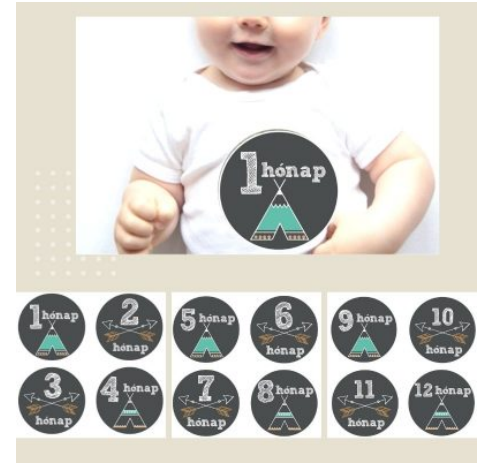 1 hónap
1 hónap
2
hónap
5 hónap
6
hónap
9 hónap
10
hónap
3
hónap
4 hónap
7
hónap
8 hónap
11
hónap
12 hónap